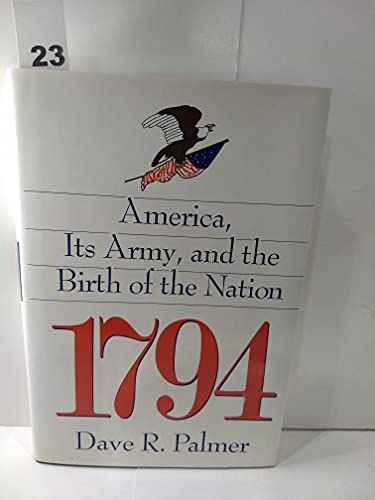 23
America,
Its Army, and the
Birth of the Nation
1794
Dave R. Palmer